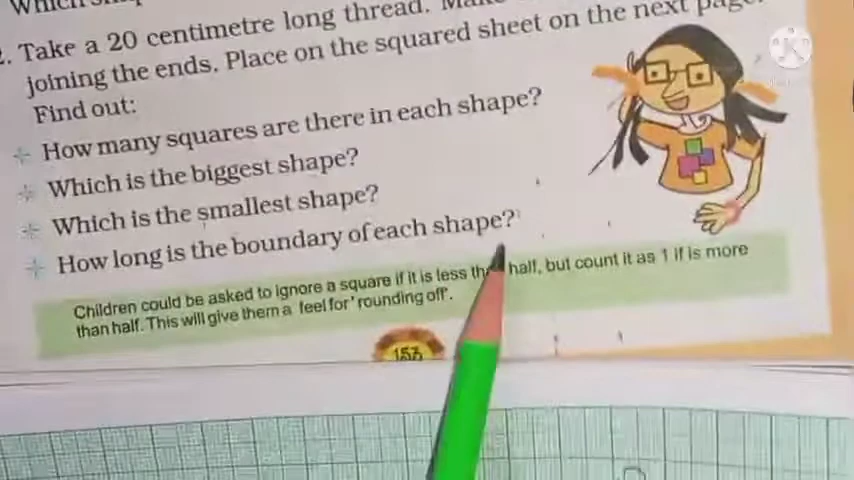 Which
2. Take a 20 centimetre long thread.
joining the ends. Place on the squared sheet on the next page.
Find out:
How many squares are there in each shape?
Which is the biggest shape?
Which is the smallest shape?
How long is the boundary of each shape?
Children could be asked to ignore a square if it is less than half, but count it as 1 if is more
than half. This will give them a feel for 'rounding off'.
153